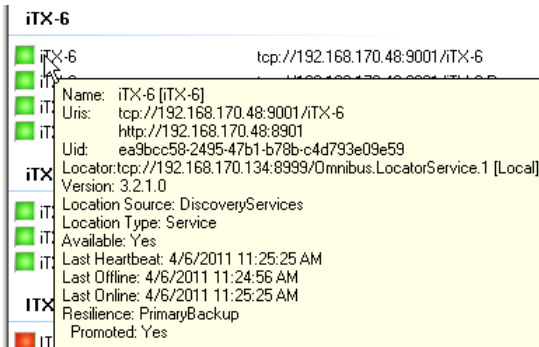 iTX-6
iTX-6 tcp://192.168.170.48:9001/iTX-6
Name: iTX-6 [iTX-6]
Uris: tcp://192.168.170.48:9001/iTX-6
http://192.168.170.48:8901
Uid: ea9bcc58-2495-47b1-b78b-c4d793e09e59
Locator:tcp://192.168.170.134:8999/Omnibus.LocatorService.1 [Local]
Version: 3.2.1.0
Location Source: DiscoveryServices
Location Type: Service
Available: Yes
Last Heartbeat: 4/6/2011 11:25:25 AM
Last Offline: 4/6/2011 11:24:56 AM
Last Online: 4/6/2011 11:25:25 AM
Resilience: PrimaryBackup
Promoted: Yes